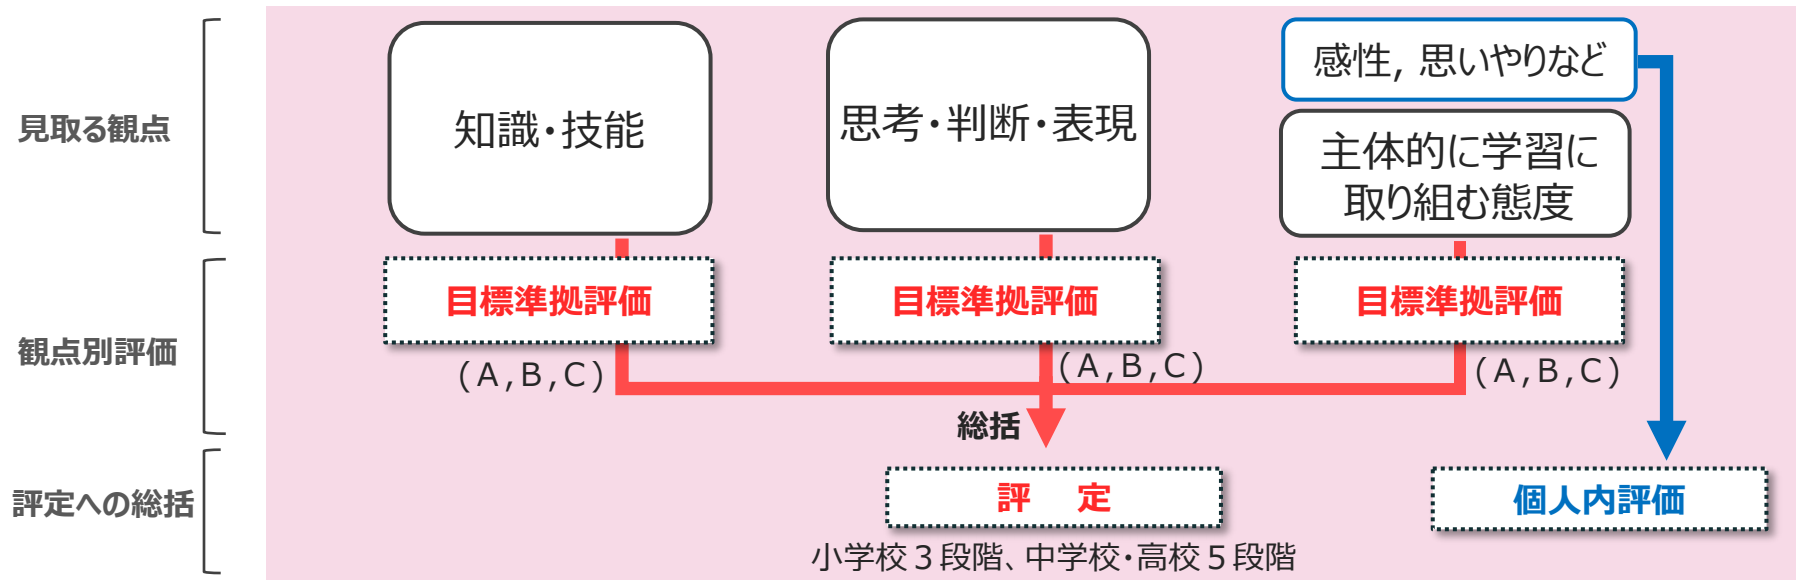 見取る観点
知識・技能
思考・判断・表現
感性, 思いやりなど
主体的に学習に
取り組む態度
観点別評価
目標準拠評価
目標準拠評価
目標準拠評価
(A,B,C)
(A,B,C)
(A,B,C)
総括
評定への総括
評 定
個人内評価
小学校３段階、中学校・高校５段階